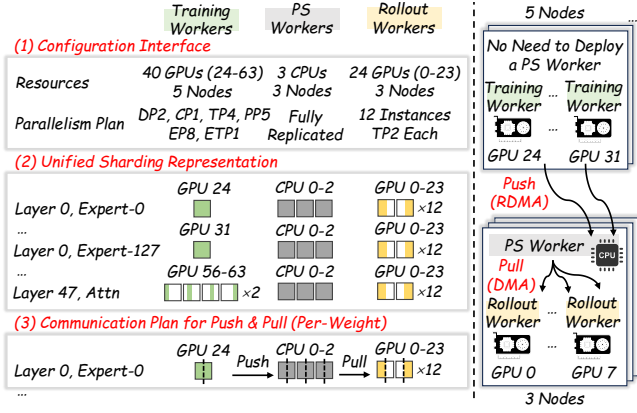 Training Workers
PS Workers
Rollout Workers
(1) Configuration Interface
Resources
40 GPUs (24-63)
5 Nodes
3 CPUs
3 Nodes
24 GPUs (0-23)
3 Nodes
Parallelism Plan
DP2, CP1, TP4, PP5
EP8, ETP1
Fully
Replicated
12 Instances
TP2 Each
(2) Unified Sharding Representation
GPU 24
CPU 0-2
GPU 0-23
Layer 0, Expert-0
×12
...
GPU 31
CPU 0-2
GPU 0-23
Layer 0, Expert-127
×12
...
GPU 56-63
CPU 0-2
GPU 0-23
Layer 47, Attn
×2
×12
(3) Communication Plan for Push & Pull (Per-Weight)
GPU 24
CPU 0-2
GPU 0-23
Layer 0, Expert-0
Push
Pull
×12
5 Nodes
...
No Need to Deploy
a PS Worker
Training
Worker
...
Training
Worker
...
GPU 24
GPU 31
Push
(RDMA)
PS Worker
CPU
Pull
(DMA)
Rollout
Worker
...
Rollout
Worker
...
GPU 0
GPU 7
3 Nodes